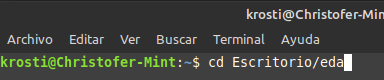 krosti@Christofer-Mint
Archivo Editar Ver Buscar Terminal Ayuda
krosti@Christofer-Mint:~$ cd Escritorio/eda